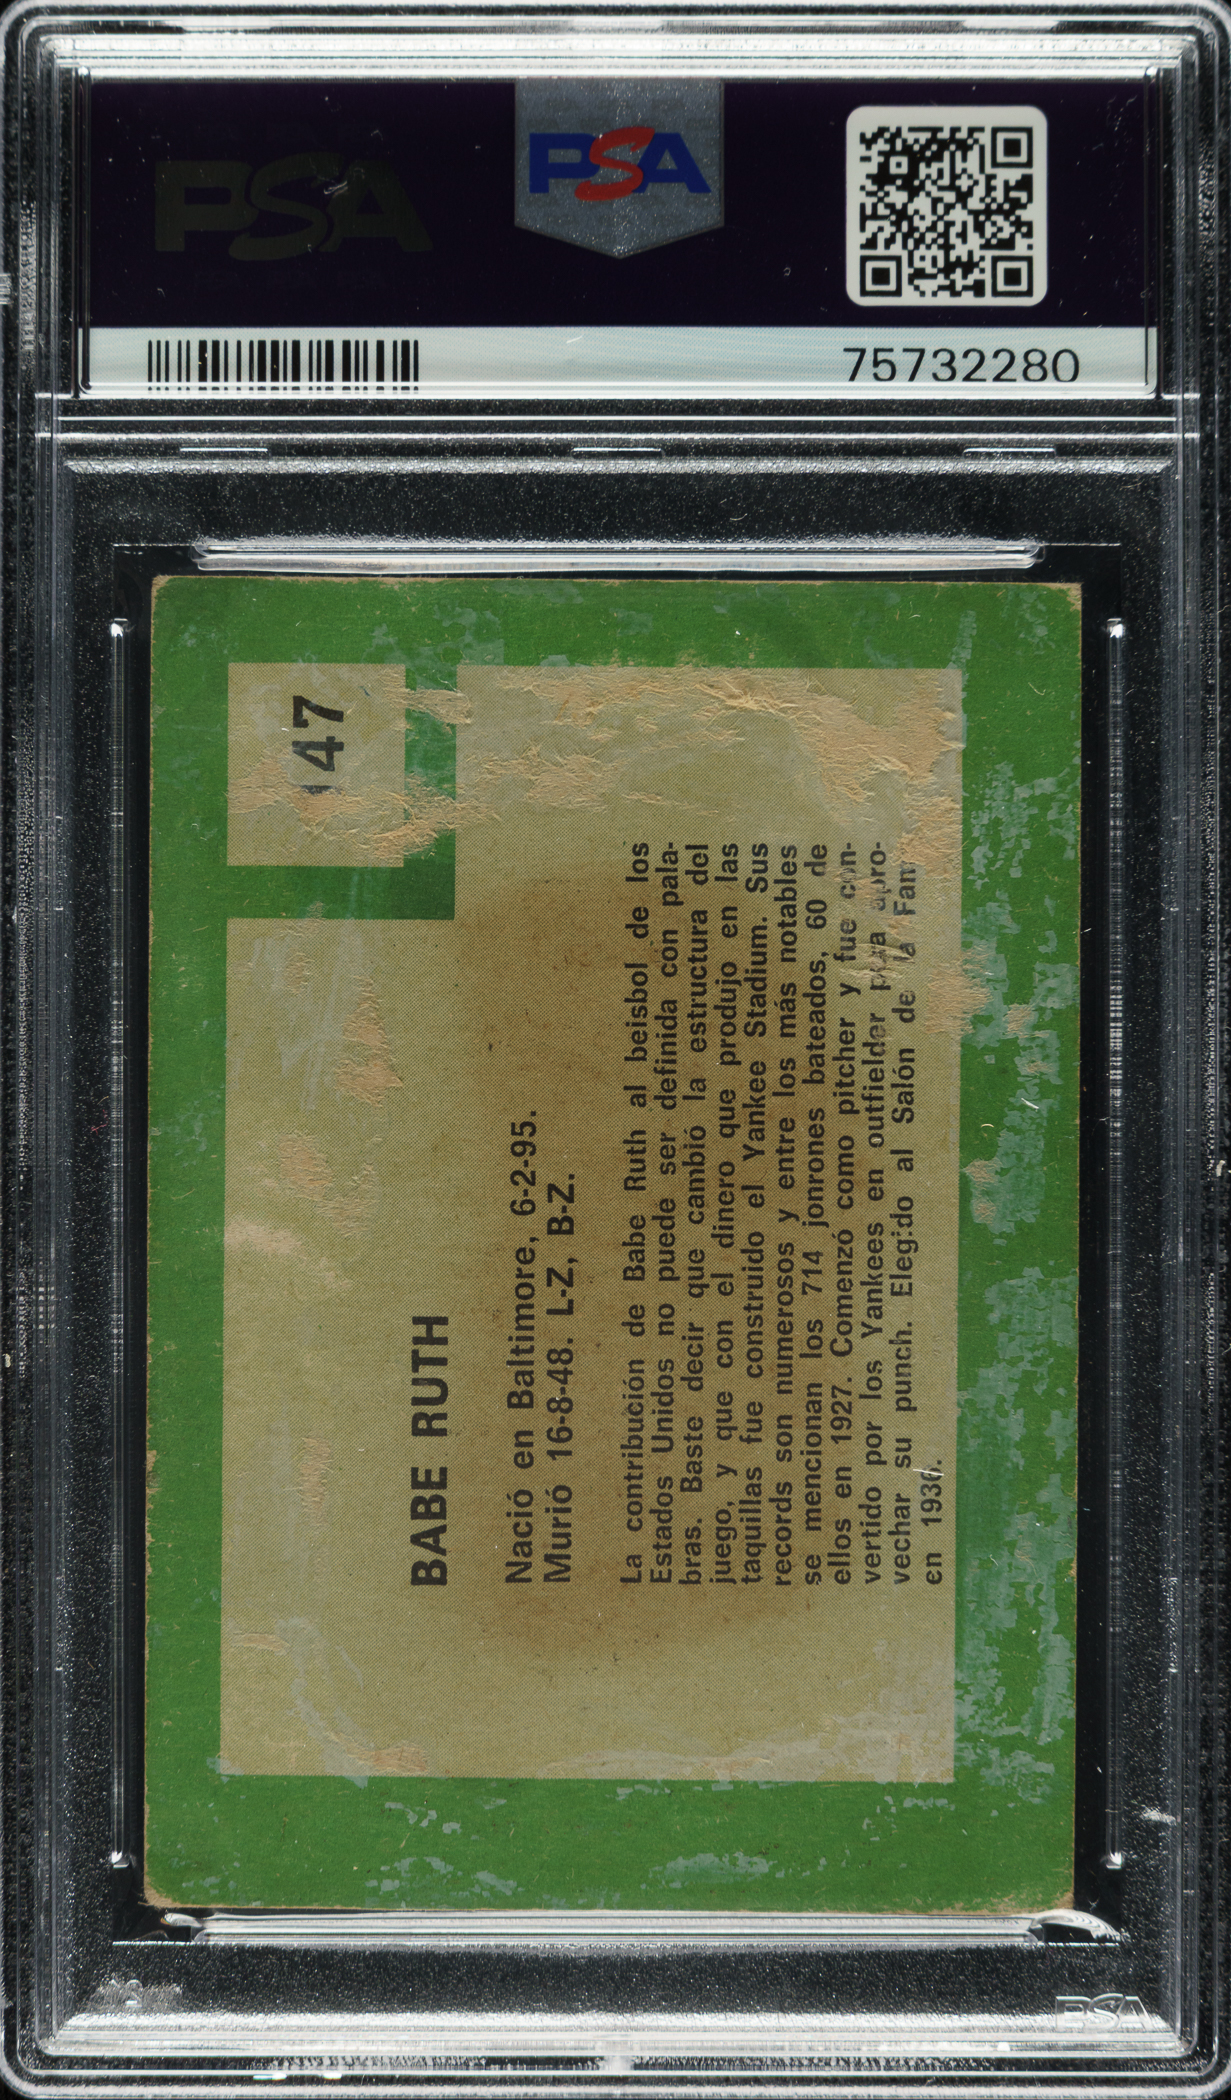 PSA
PSA
75732280
147
BABE RUTH
Nació en Baltimore, 6-2-95.
Murió 16-8-48. L-Z, B-Z.
La contribución de Babe Ruth al beisbol de los
Estados Unidos no puede ser definida con pala-
bras. Baste decir que cambió la estructura del
juego, y que con el dinero que produjo en las
taquillas fue construido el Yankee Stadium. Sus
records son numerosos y entre los más notables
se mencionan los 714 jonrones bateados, 60 de
ellos en 1927. Comenzó como pitcher y fue con-
vertido por los Yankees en outfielder para apro-
vechar su punch. Elegido al Salón de la Fam
en 1936.
PSA